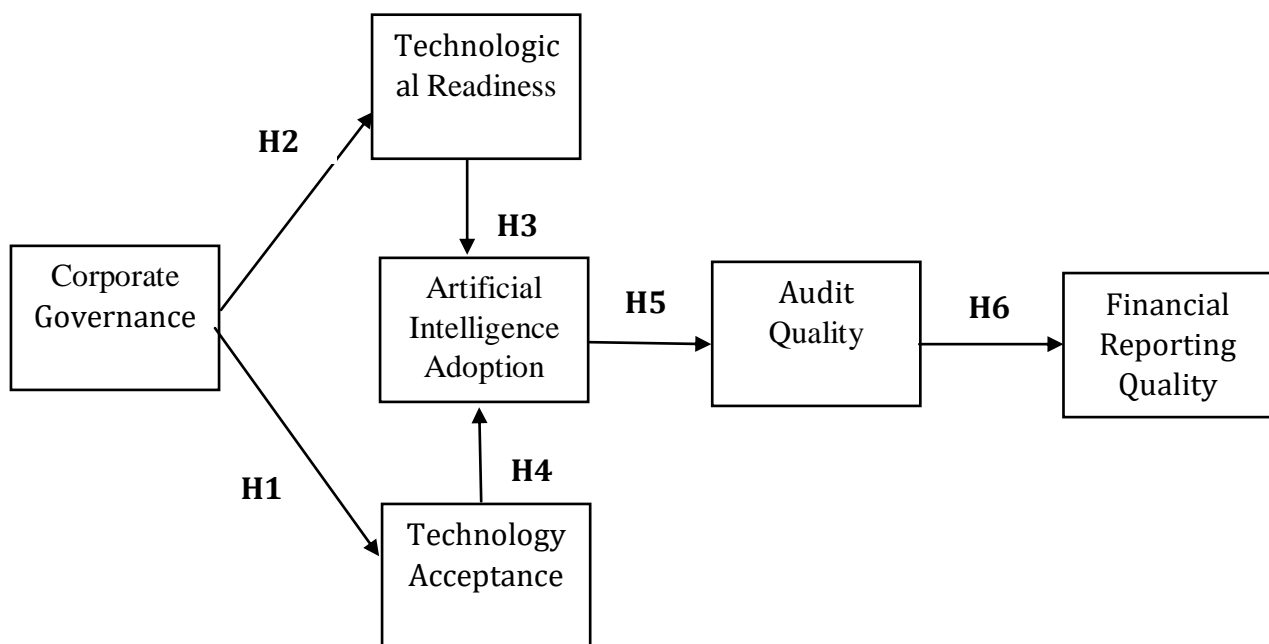 Technologic
al Readiness
H2
H3
Corporate
Governance
Artificial
Intelligence
Adoption
H5
Audit
Quality
H6
Financial
Reporting
Quality
H1
H4
Technology
Acceptance